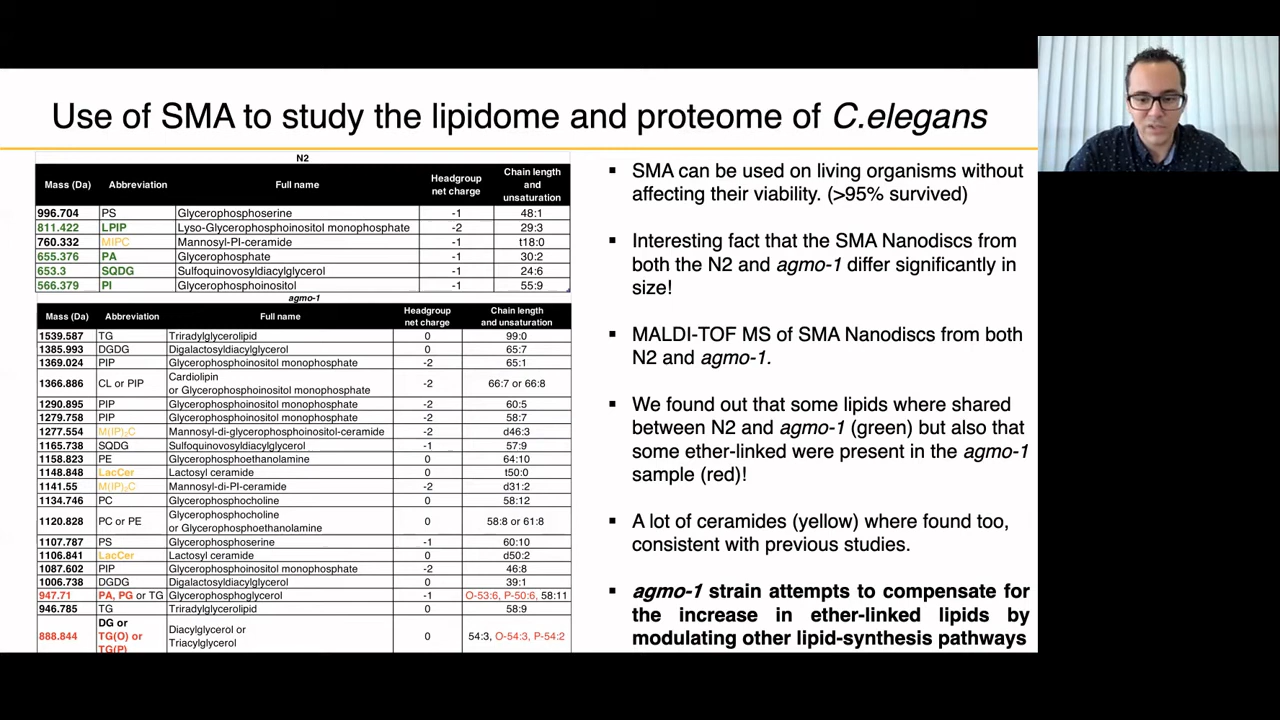 Use of SMA to study the lipidome and proteome of C.elegans
N2
Mass (Da) Abbreviation Full name Headgroup net charge Chain length and unsaturation
996.704 PS Glycerophosphoserine -1 48:1
811.422 LPIP Lyso-Glycerophosphoinositol monophosphate -2 29:3
760.332 MIPC Mannosyl-PI-ceramide -1 t18:0
655.376 PA Glycerophosphate -1 30:2
653.3 SQDG Sulfoquinovosyldiacylglycerol -1 24:6
566.379 PI Glycerophosphoinositol -1 55:9
agmo-1
Mass (Da) Abbreviation Full name Headgroup net charge Chain length and unsaturation
1539.587 TG Triradylglycerolipid 0 99:0
1385.993 DGDG Digalactosyldiacylglycerol 0 65:7
1369.024 PIP Glycerophosphoinositol monophosphate -2 65:1
1366.886 CL or PIP Cardiolipin or Glycerophosphoinositol monophosphate -2 66:7 or 66:8
1290.895 PIP Glycerophosphoinositol monophosphate -2 60:5
1279.758 PIP Glycerophosphoinositol monophosphate -2 58:7
1277.554 M(IP)2C Mannosyl-di-glycerophosphoinositol-ceramide -2 d46:3
1165.738 SQDG Sulfoquinovosyldiacylglycerol -1 57:9
1158.823 PE Glycerophosphoethanolamine 0 64:10
1148.848 LacCer Lactosyl ceramide 0 t50:0
1141.55 M(IP)2C Mannosyl-di-PI-ceramide -2 d31:2
1134.746 PC Glycerophosphocholine 0 58:12
1120.828 PC or PE Glycerophosphocholine or Glycerophosphoethanolamine 0 58:8 or 61:8
1107.787 PS Glycerophosphoserine -1 60:10
1106.841 LacCer Lactosyl ceramide 0 d50:2
1087.602 PIP Glycerophosphoinositol monophosphate -2 46:8
1006.738 DGDG Digalactosyldiacylglycerol 0 39:1
947.71 PA, PG or TG Glycerophosphoglycerol -1 O-53:6, P-50:6, 58:11
946.785 TG Triradylglycerolipid 0 58:9
888.844 DG or TG(O) or TG(P) Diacylglycerol or Triacylglycerol 0 54:3, O-54:3, P-54:2
▪ SMA can be used on living organisms without
affecting their viability. (>95% survived)
▪ Interesting fact that the SMA Nanodiscs from
both the N2 and agmo-1 differ significantly in
size!
▪ MALDI-TOF MS of SMA Nanodiscs from both
N2 and agmo-1.
▪ We found out that some lipids where shared
between N2 and agmo-1 (green) but also that
some ether-linked were present in the agmo-1
sample (red)!
▪ A lot of ceramides (yellow) where found too,
consistent with previous studies.
▪ agmo-1 strain attempts to compensate for
the increase in ether-linked lipids by
modulating other lipid-synthesis pathways